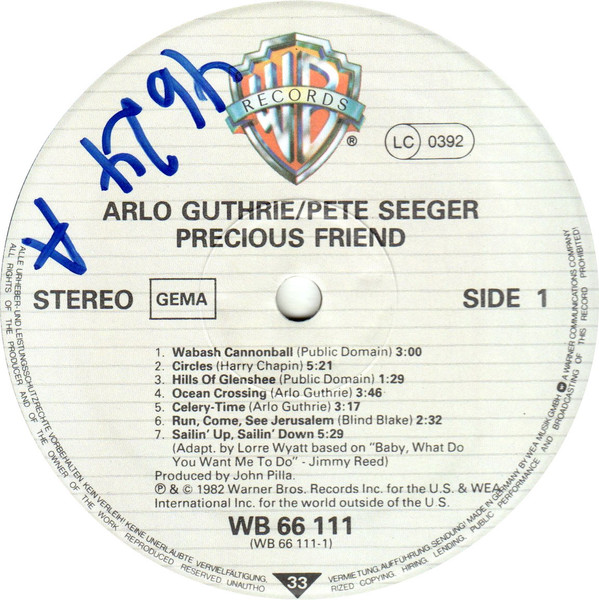 4624 A
WB
RECORDS
®
LC 0392
ARLO GUTHRIE/PETE SEEGER
PRECIOUS FRIEND
STEREO GEMA SIDE 1
1. Wabash Cannonball (Public Domain) 3:00
2. Circles (Harry Chapin) 5:21
3. Hills Of Glenshee (Public Domain) 1:29
4. Ocean Crossing (Arlo Guthrie) 3:46
5. Celery-Time (Arlo Guthrie) 3:17
6. Run, Come, See Jerusalem (Blind Blake) 2:32
7. Sailin' Up, Sailin' Down 5:29
(Adapt. by Lorre Wyatt based on "Baby, What Do
You Want Me To Do" - Jimmy Reed)
Produced by John Pilla.
℗ & © 1982 Warner Bros. Records Inc. for the U.S. & WEA
International Inc. for the world outside of the U.S.
WB 66 111
(WB 66 111-1)
33
ALLE URHEBER-UND LEISTUNGSSCHUTZRECHTE VORBEHALTEN. KEIN VERLEIH! KEINE UNERLAUBTE VERVIELFÄLTIGUNG, VERMIETUNG, AUFFÜHRUNG, SENDUNG! MADE IN GERMANY BY WEA MUSIK GMBH A WARNER COMMUNICATIONS COMPANY
ALL RIGHTS OF THE PRODUCER AND OF THE OWNER OF THE WORK REPRODUCED RESERVED UNAUTHORIZED COPYING, HIRING, LENDING, PUBLIC PERFORMANCE AND BROADCASTING OF THIS RECORD PROHIBITED!